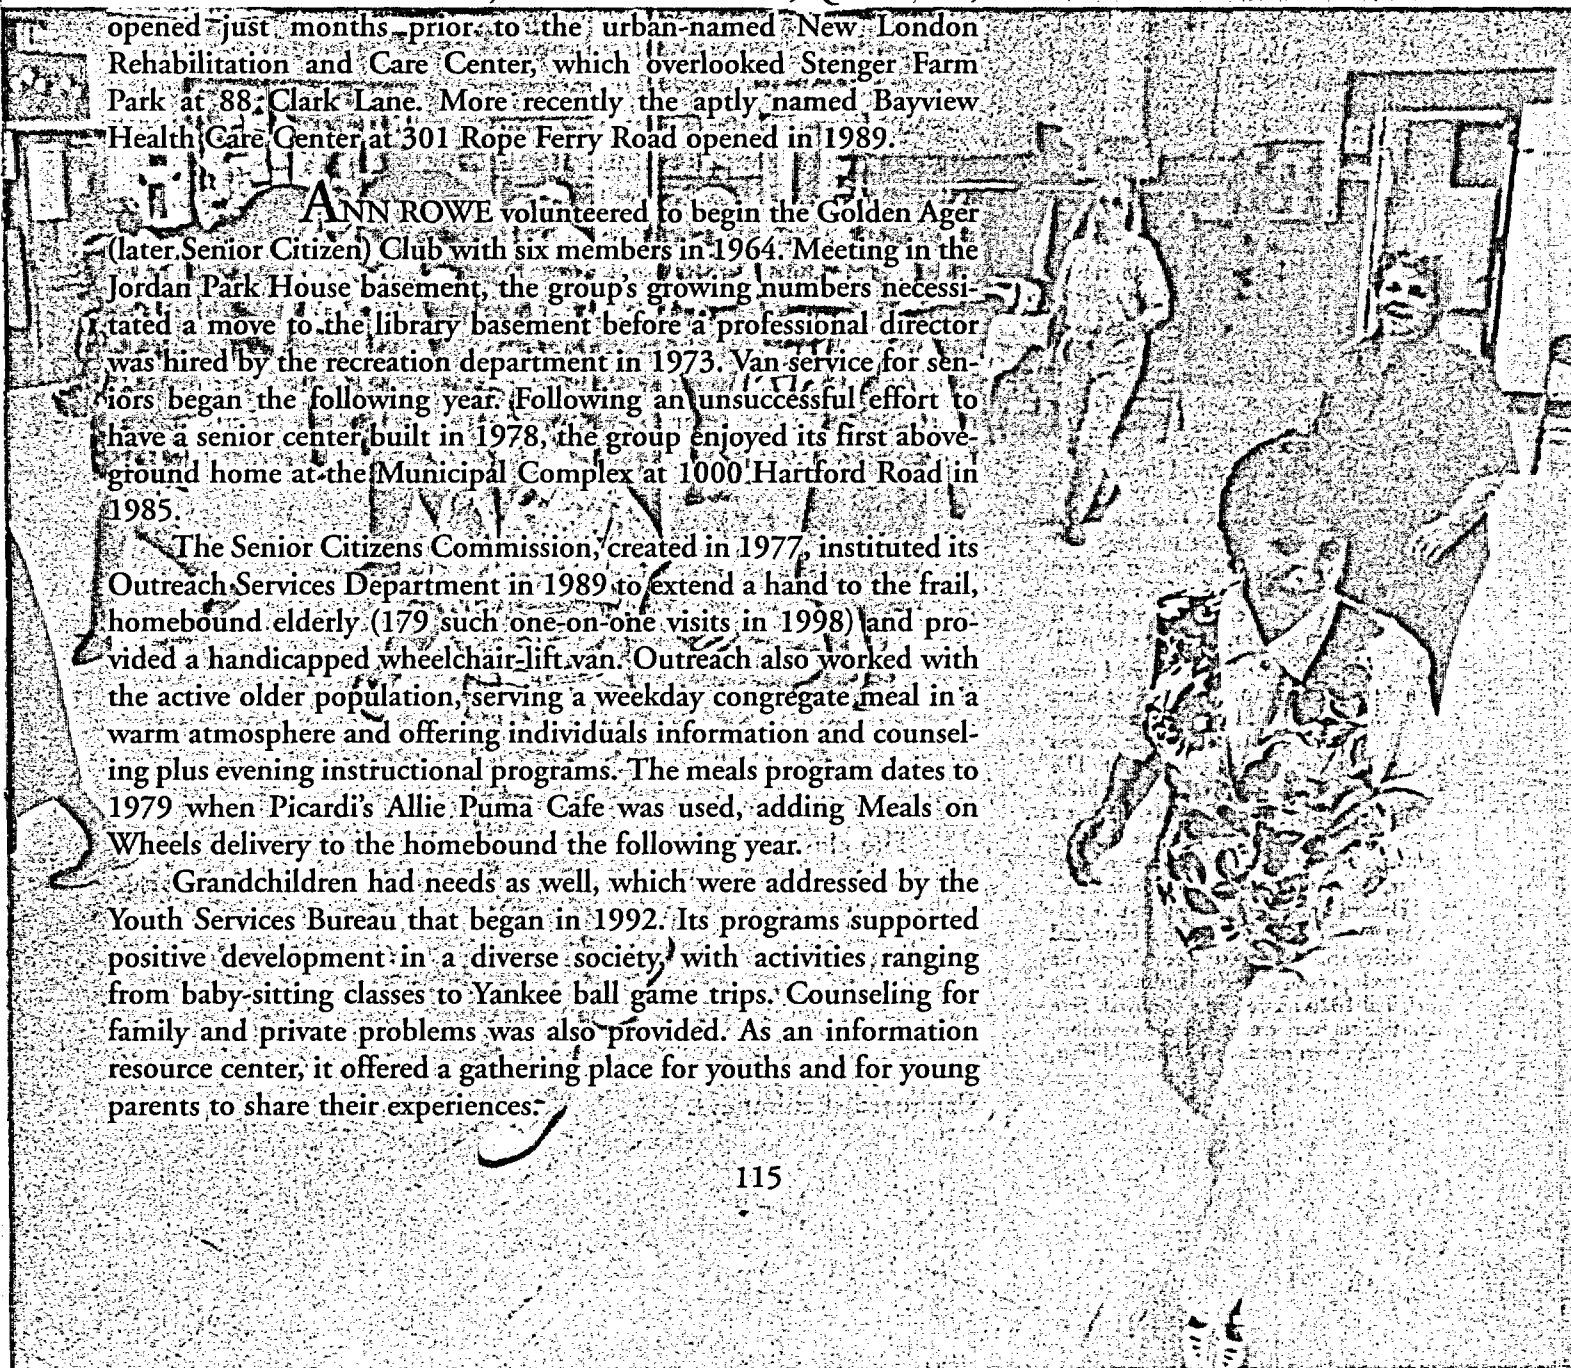 opened just months prior to the urban-named New London
Rehabilitation and Care Center, which overlooked Stenger Farm
Park at 88 Clark Lane. More recently the aptly named Bayview
Health Care Center at 301 Rope Ferry Road opened in 1989.
ANN ROWE volunteered to begin the Golden Ager
(later Senior Citizen) Club with six members in 1964. Meeting in the
Jordan Park House basement, the group's growing numbers necessi-
tated a move to the library basement before a professional director
was hired by the recreation department in 1973. Van service for sen-
iors began the following year. Following an unsuccessful effort to
have a senior center built in 1978, the group enjoyed its first above-
ground home at the Municipal Complex at 1000 Hartford Road in
1985.
The Senior Citizens Commission, created in 1977, instituted its
Outreach Services Department in 1989 to extend a hand to the frail,
homebound elderly (179 such one-on-one visits in 1998) and pro-
vided a handicapped wheelchair-lift van. Outreach also worked with
the active older population, serving a weekday congregate meal in a
warm atmosphere and offering individuals information and counsel-
ing plus evening instructional programs. The meals program dates to
1979 when Picardi's Allie Puma Cafe was used, adding Meals on
Wheels delivery to the homebound the following year.
Grandchildren had needs as well, which were addressed by the
Youth Services Bureau that began in 1992. Its programs supported
positive development in a diverse society, with activities ranging
from baby-sitting classes to Yankee ball game trips. Counseling for
family and private problems was also provided. As an information
resource center, it offered a gathering place for youths and for young
parents to share their experiences.
115